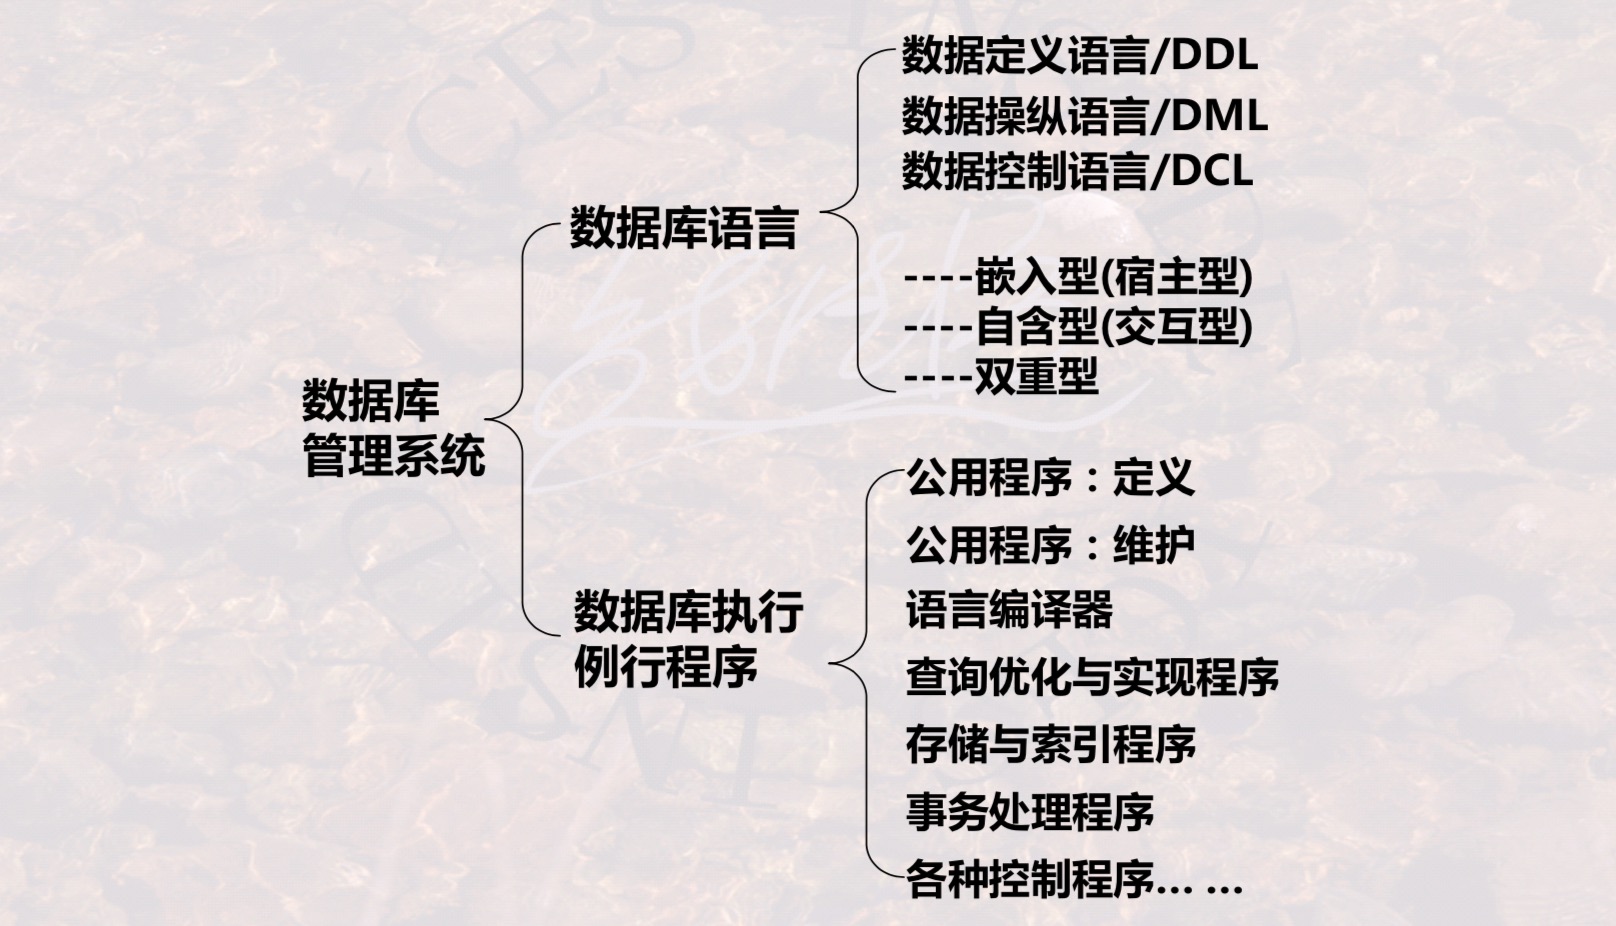 数据定义语言/DDL
数据操纵语言/DML
数据控制语言/DCL
数据库语言
----嵌入型(宿主型)
----自含型(交互型)
----双重型
数据库
管理系统
公用程序：定义
公用程序：维护
语言编译器
数据库执行
例行程序
查询优化与实现程序
存储与索引程序
事务处理程序
各种控制程序... ...